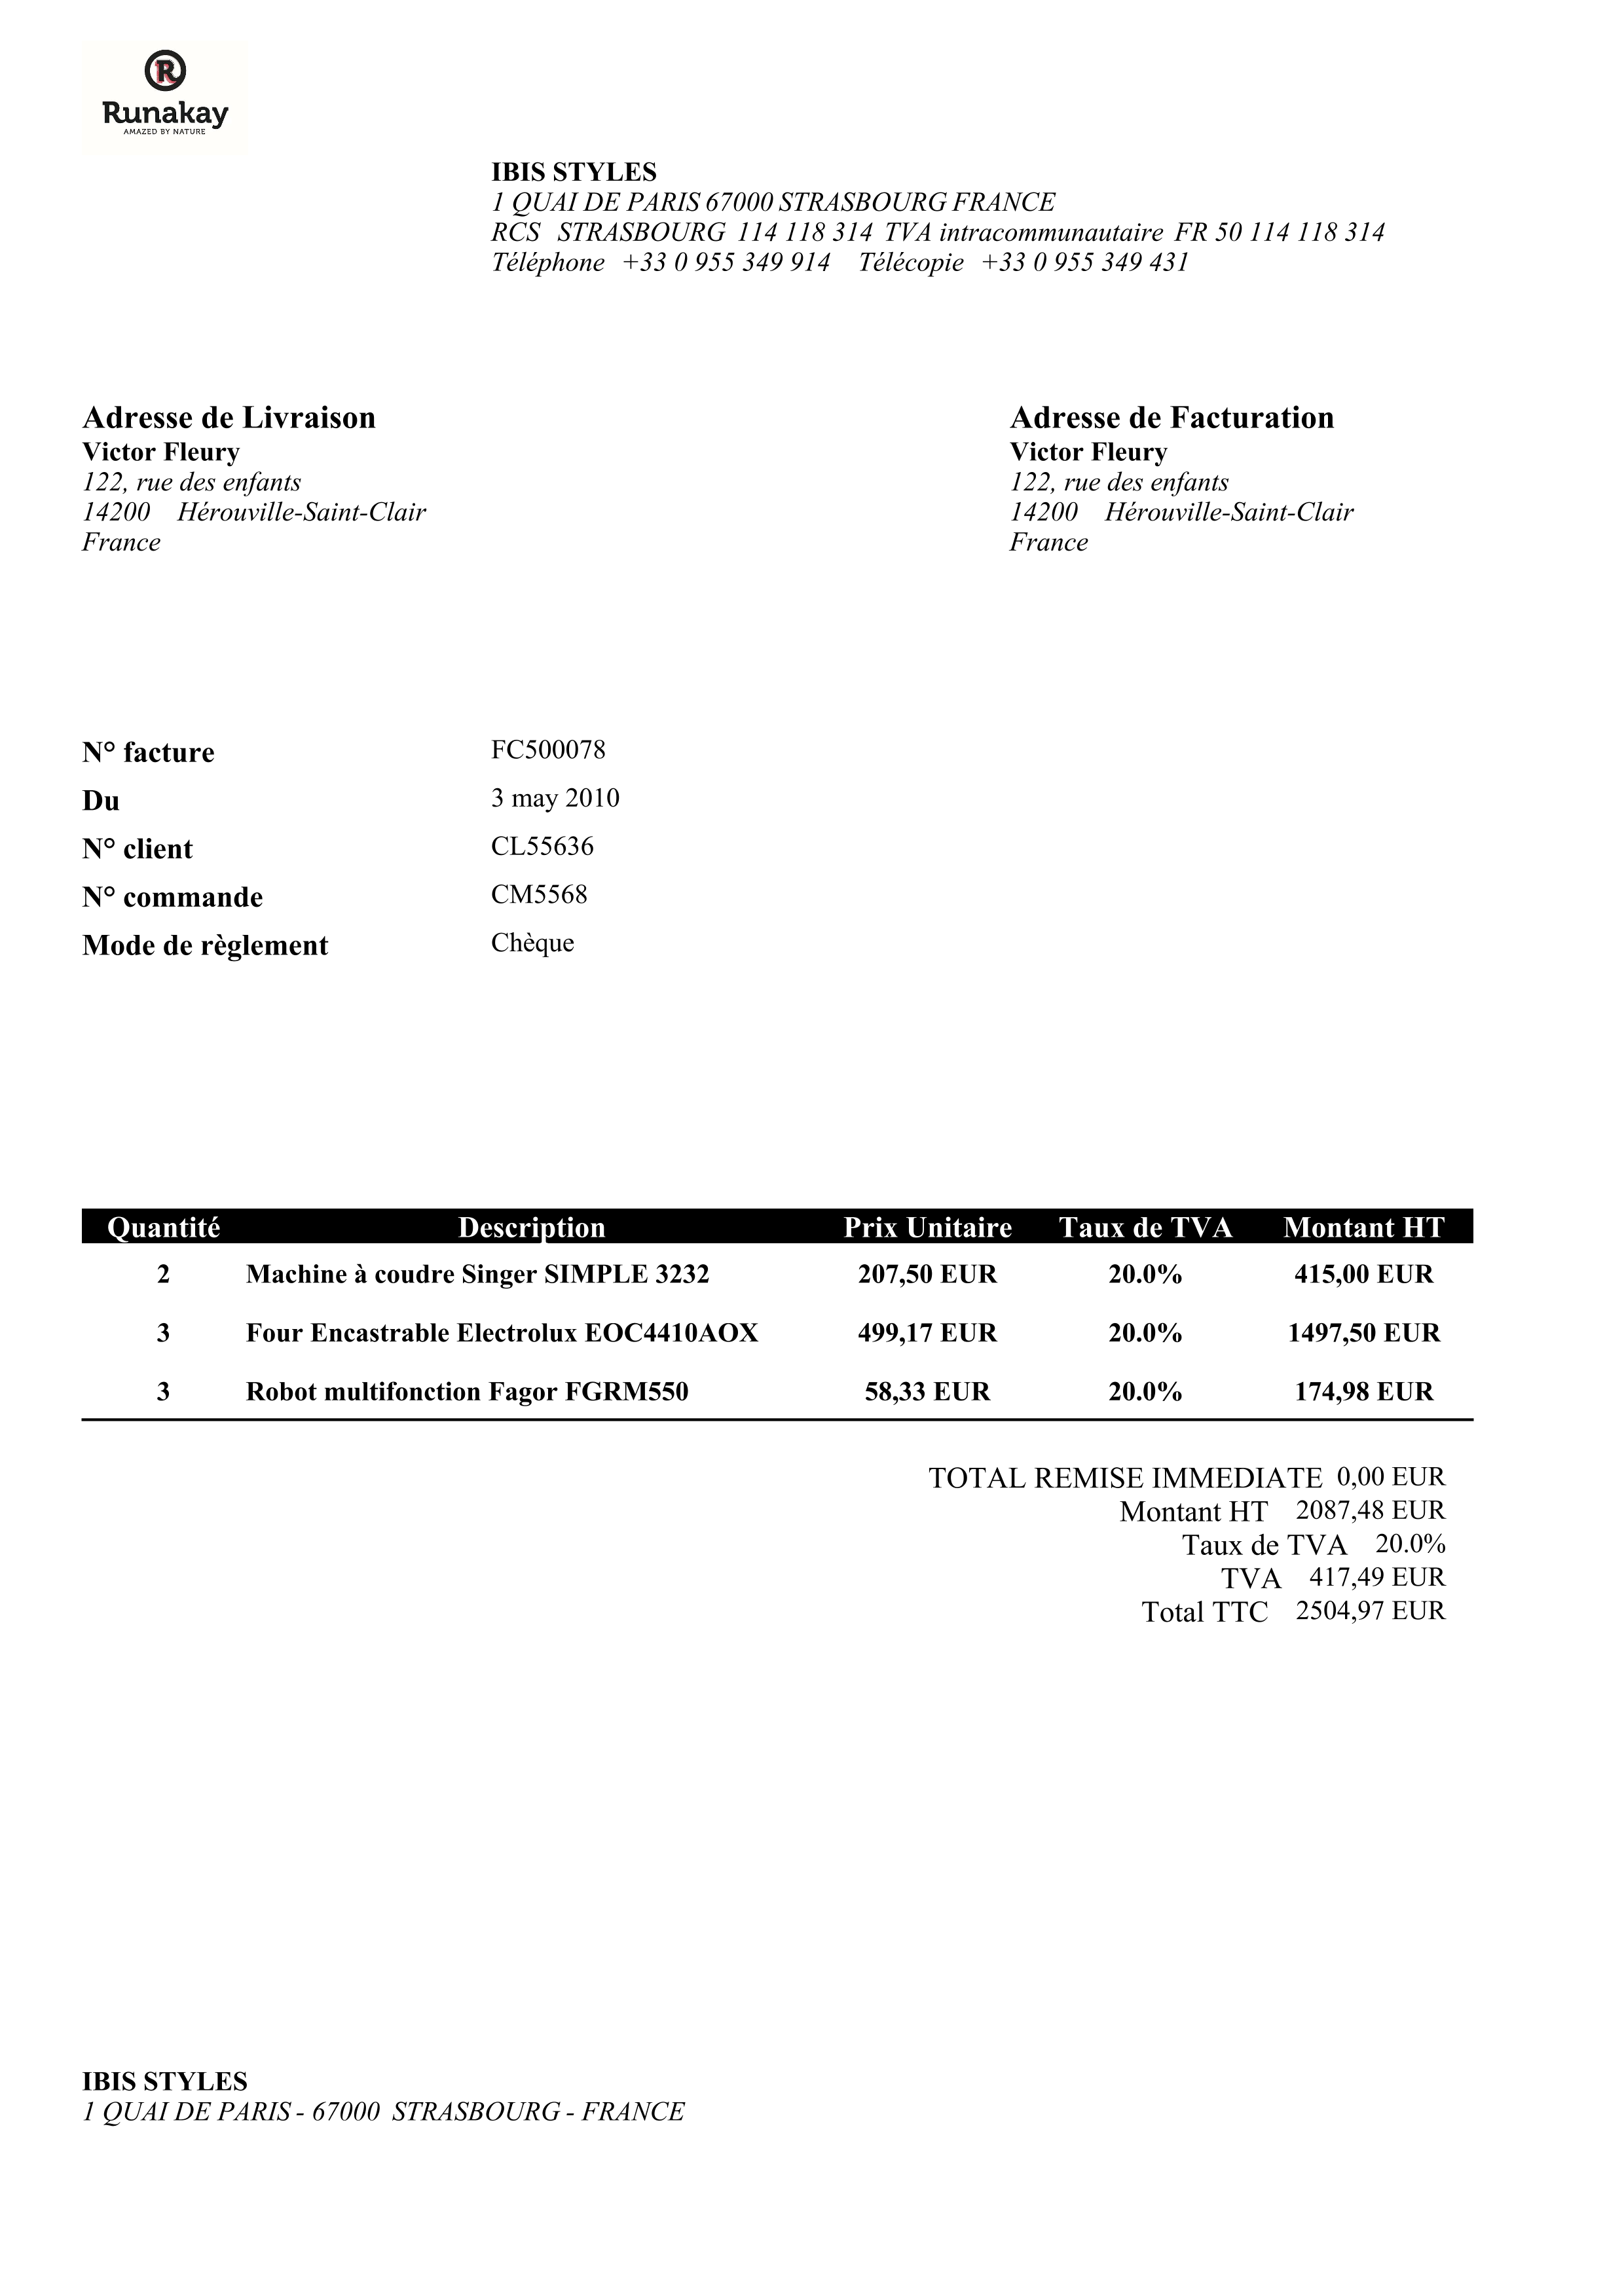 R
Runakay
AMAZED BY NATURE
IBIS STYLES
1 QUAI DE PARIS 67000 STRASBOURG FRANCE
RCS STRASBOURG 114 118 314 TVA intracommunautaire FR 50 114 118 314
Téléphone +33 0 955 349 914 Télécopie +33 0 955 349 431
Adresse de Livraison
Victor Fleury
122, rue des enfants
14200 Hérouville-Saint-Clair
France
Adresse de Facturation
Victor Fleury
122, rue des enfants
14200 Hérouville-Saint-Clair
France
N° facture FC500078
Du 3 may 2010
N° client CL55636
N° commande CM5568
Mode de règlement Chèque
Quantité Description Prix Unitaire Taux de TVA Montant HT
2 Machine à coudre Singer SIMPLE 3232 207,50 EUR 20.0% 415,00 EUR
3 Four Encastrable Electrolux EOC4410AOX 499,17 EUR 20.0% 1497,50 EUR
3 Robot multifonction Fagor FGRM550 58,33 EUR 20.0% 174,98 EUR
TOTAL REMISE IMMEDIATE 0,00 EUR
Montant HT 2087,48 EUR
Taux de TVA 20.0%
TVA 417,49 EUR
Total TTC 2504,97 EUR
IBIS STYLES
1 QUAI DE PARIS - 67000 STRASBOURG - FRANCE